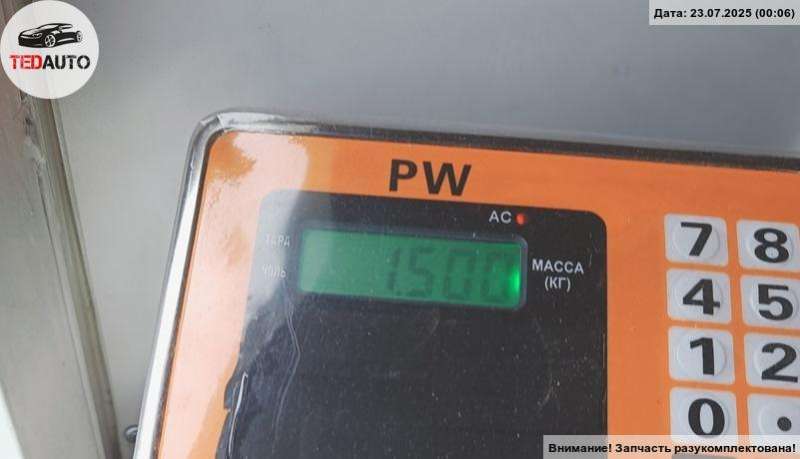 Дата: 23.07.2025 (00:06)
TEDAUTO
PW
AC
ТАРА
НОЛЬ
1.500
МАССА
(КГ)
7 8
4 5
1 2
0 .
Внимание! Запчасть разукомплектована!